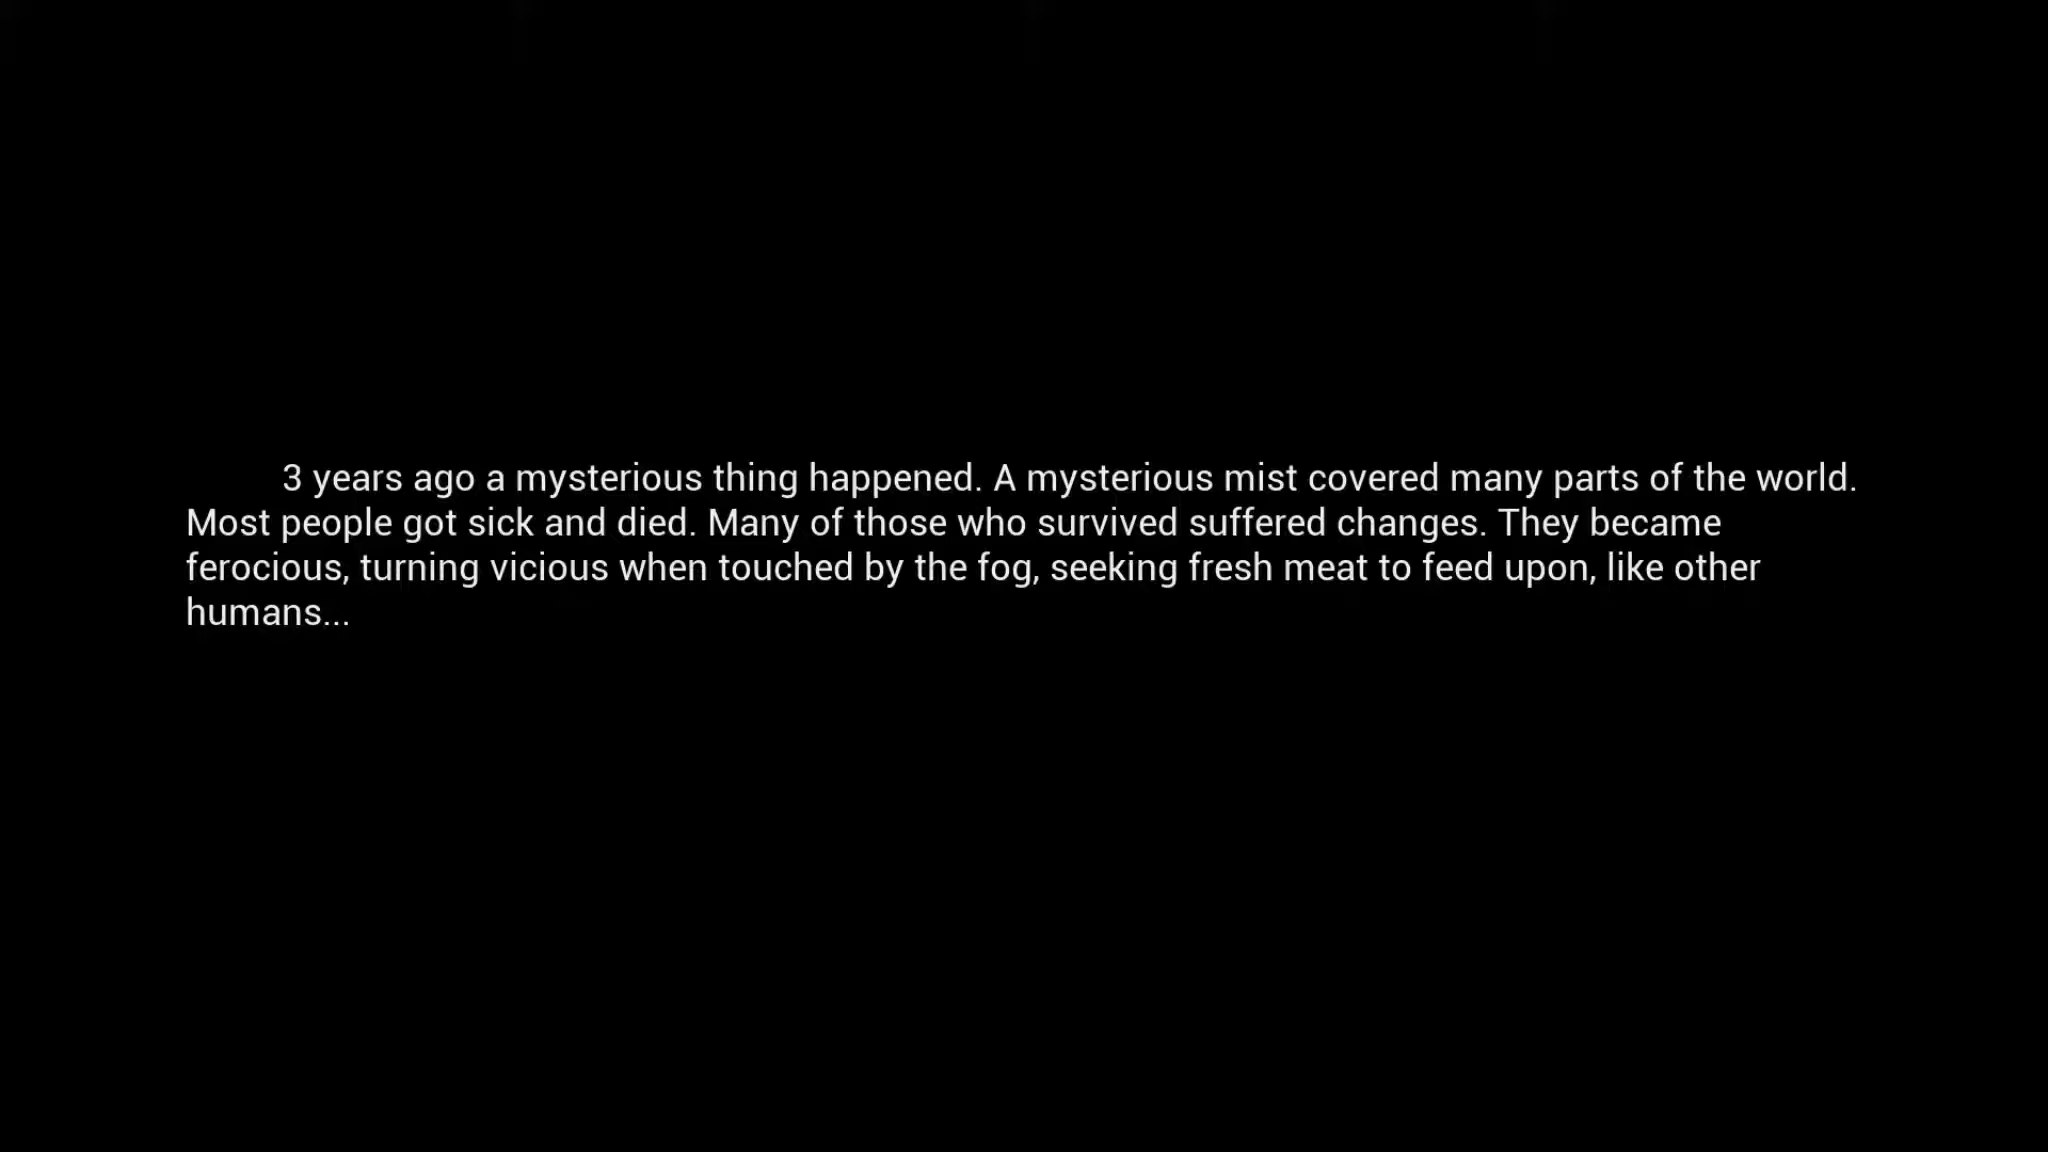 3 years ago a mysterious thing happened. A mysterious mist covered many parts of the world.
Most people got sick and died. Many of those who survived suffered changes. They became
ferocious, turning vicious when touched by the fog, seeking fresh meat to feed upon, like other
humans...